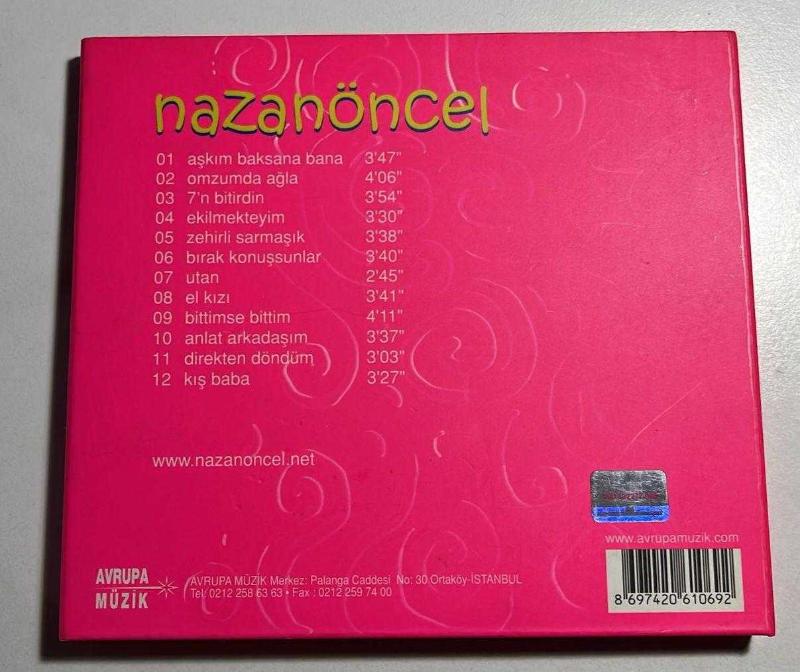 nazanöncel
01 aşkım baksana bana 3'47"
02 omzumda ağla 4'06"
03 7'n bitirdin 3'54"
04 ekilmekteyim 3'30"
05 zehirli sarmaşık 3'38"
06 bırak konuşsunlar 3'40"
07 utan 2'45"
08 el kızı 3'41"
09 bittimse bittim 4'11"
10 anlat arkadaşım 3'37"
11 direkten döndüm 3'03"
12 kış baba 3'27"
www.nazanoncel.net
www.avrupamuzik.com
AVRUPA
MÜZİK
AVRUPA MÜZİK Merkez: Palanga Caddesi No: 30 Ortaköy-İSTANBUL
Tel: 0212 258 63 63 • Fax : 0212 259 74 00
8 697420 610692